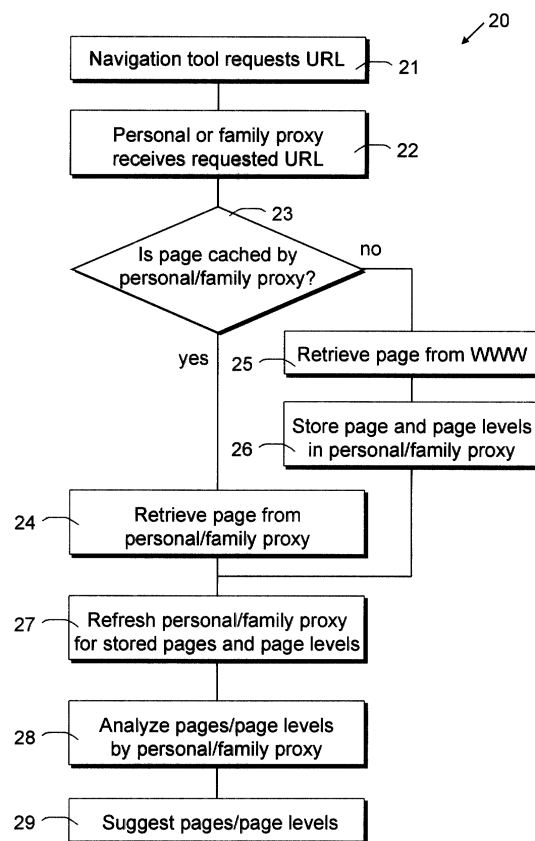 20
Navigation tool requests URL
21
Personal or family proxy
receives requested URL
22
23
Is page cached by
personal/family proxy?
no
yes
25
Retrieve page from WWW
Store page and page levels
in personal/family proxy
26
24
Retrieve page from
personal/family proxy
27
Refresh personal/family proxy
for stored pages and page levels
28
Analyze pages/page levels
by personal/family proxy
29
Suggest pages/page levels